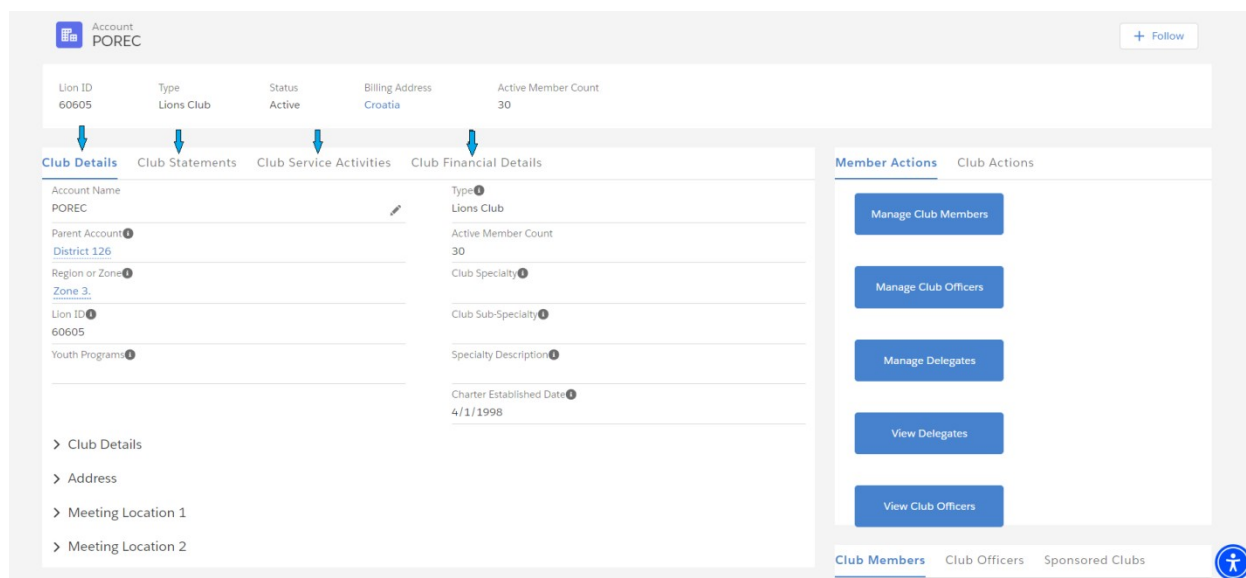 Account
POREC
+ Follow
Lion ID Type Status Billing Address Active Member Count
60605 Lions Club Active Croatia 30
Club Details Club Statements Club Service Activities Club Financial Details
Account Name
POREC
Parent Account
District 126
Region or Zone
Zone 3.
Lion ID
60605
Youth Programs
Type
Lions Club
Active Member Count
30
Club Specialty
Club Sub-Specialty
Specialty Description
Charter Established Date
4/1/1998
Club Details
Address
Meeting Location 1
Meeting Location 2
Member Actions Club Actions
Manage Club Members
Manage Club Officers
Manage Delegates
View Delegates
View Club Officers
Club Members Club Officers Sponsored Clubs